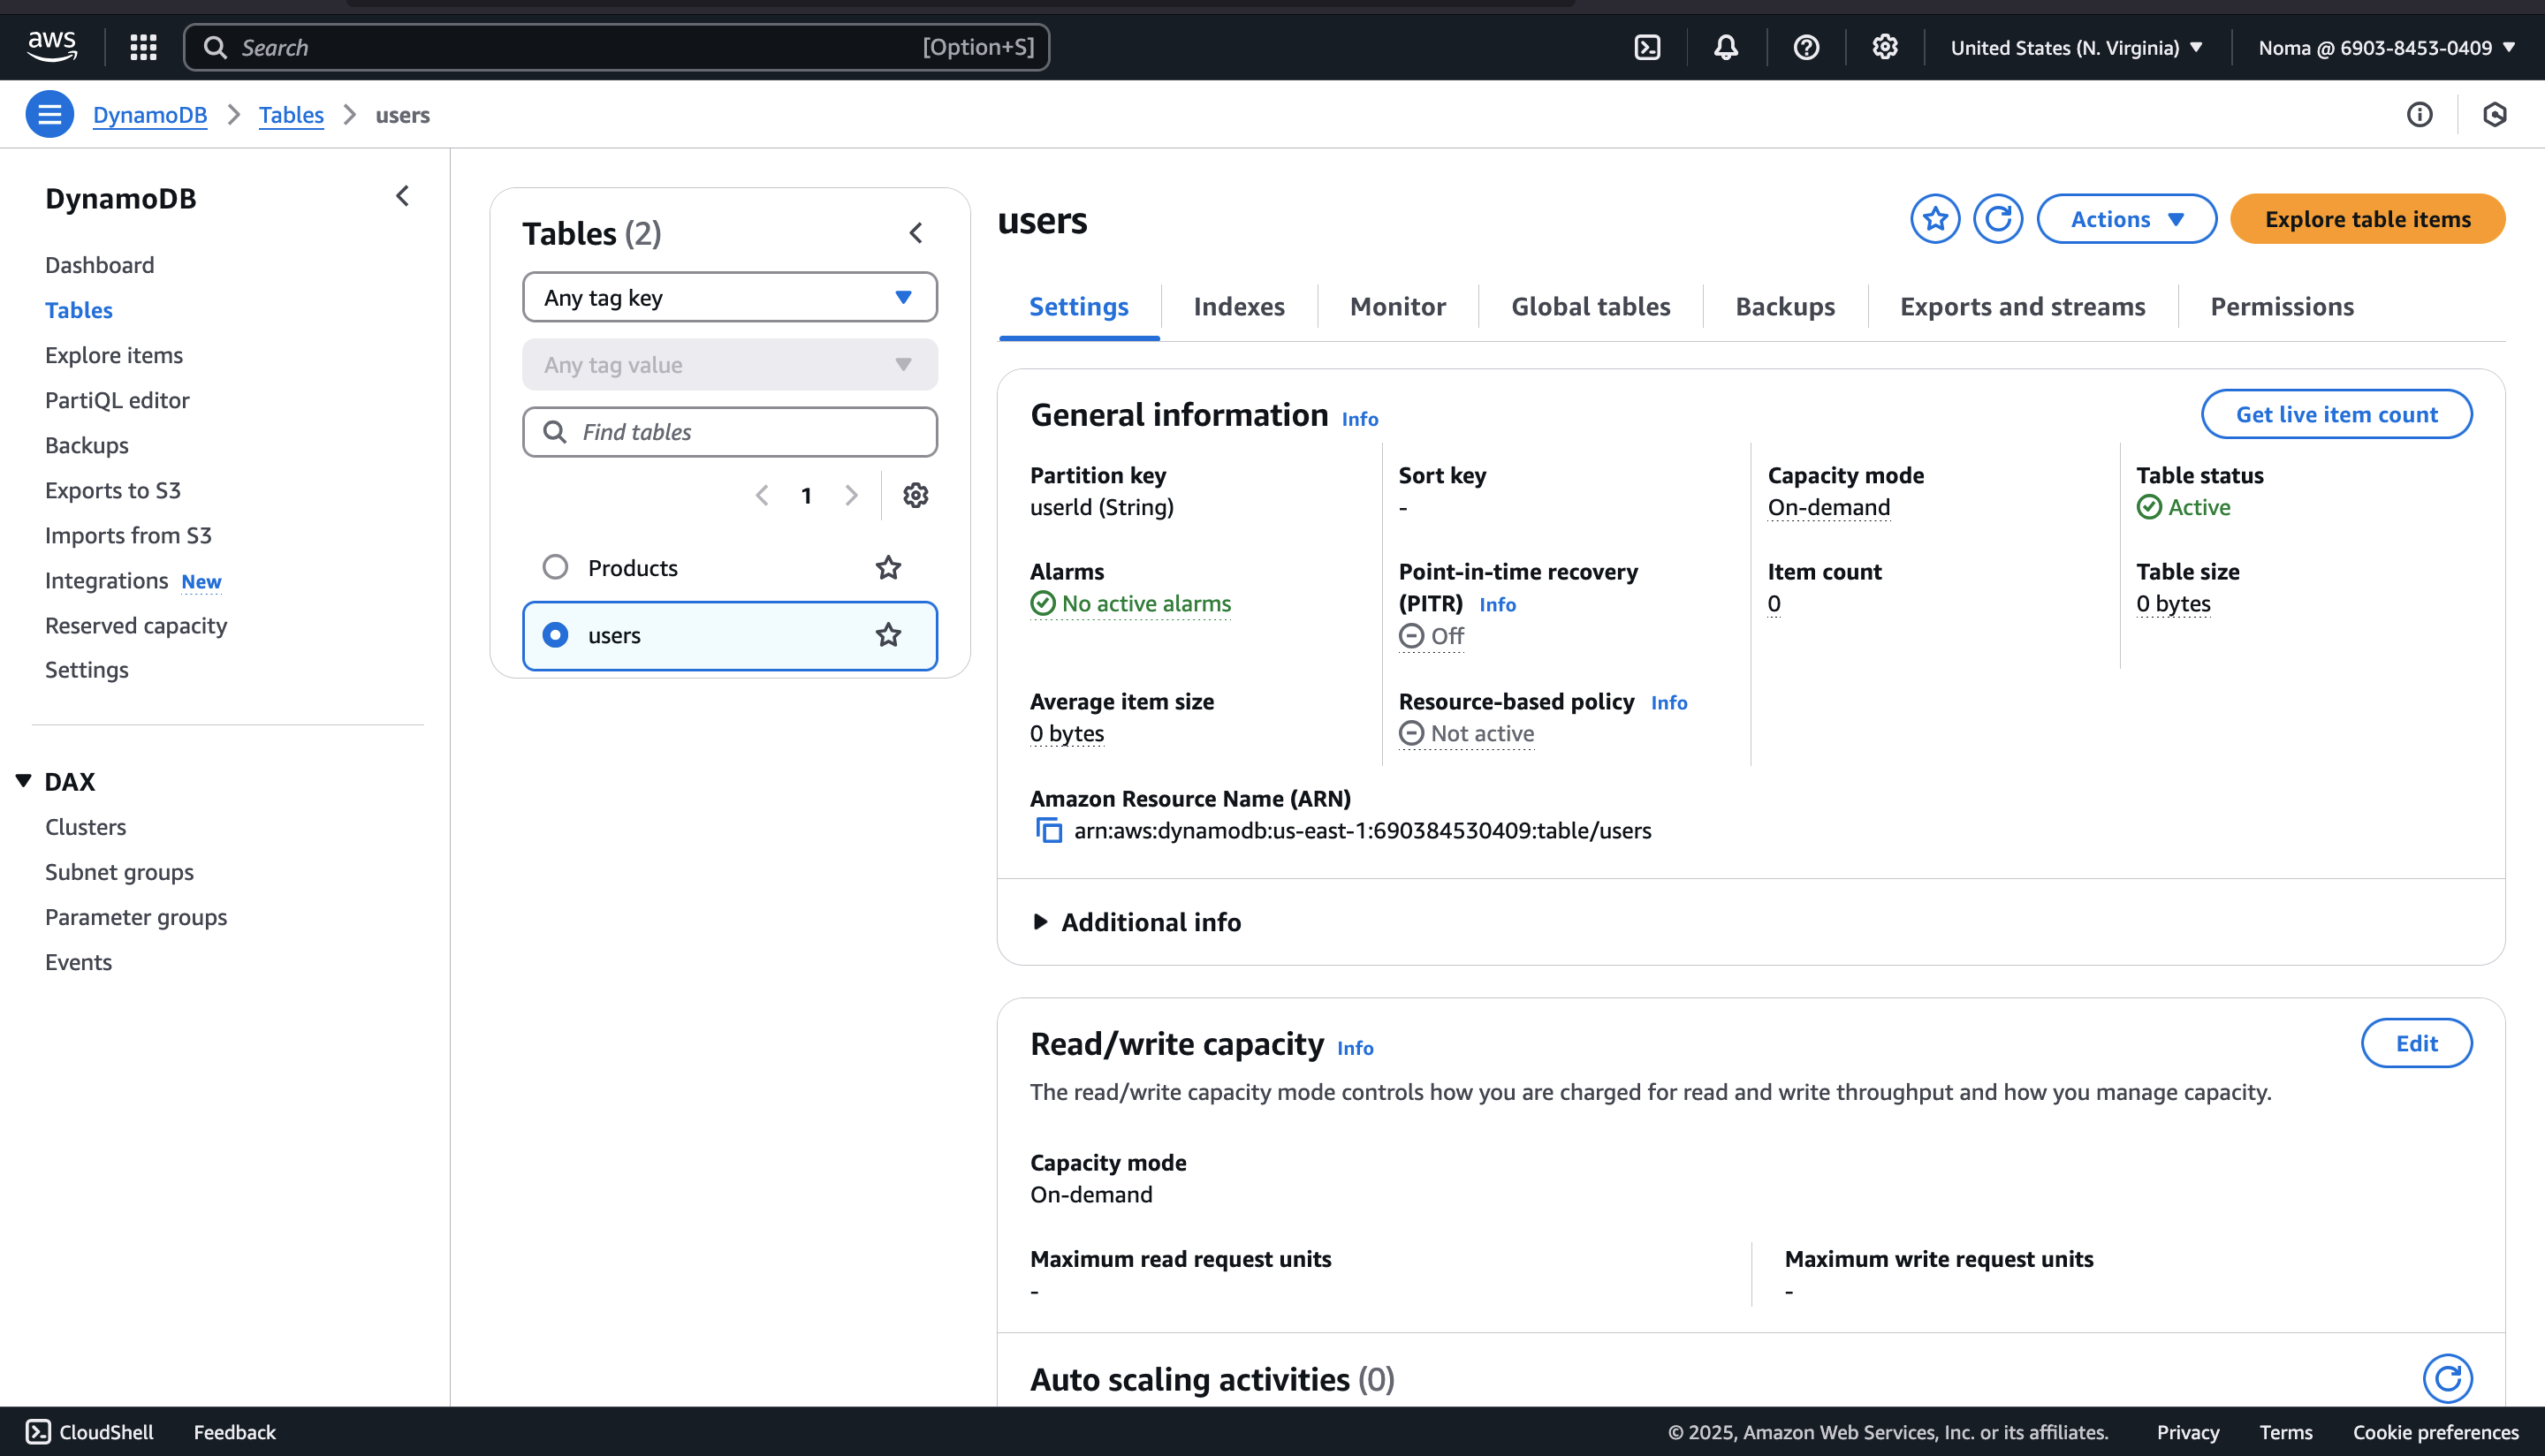 aws
Search
[Option+S]
United States (N. Virginia)
Noma @ 6903-8453-0409
DynamoDB
Tables
users
DynamoDB
Dashboard
Tables
Explore items
PartiQL editor
Backups
Exports to S3
Imports from S3
Integrations New
Reserved capacity
Settings
DAX
Clusters
Subnet groups
Parameter groups
Events
Tables (2)
Any tag key
Any tag value
Find tables
1
Products
users
users
Actions
Explore table items
Settings
Indexes
Monitor
Global tables
Backups
Exports and streams
Permissions
General information Info
Get live item count
Partition key
userId (String)
Sort key
-
Capacity mode
On-demand
Table status
Active
Alarms
No active alarms
Point-in-time recovery
(PITR) Info
Off
Item count
0
Table size
0 bytes
Average item size
0 bytes
Resource-based policy Info
Not active
Amazon Resource Name (ARN)
arn:aws:dynamodb:us-east-1:690384530409:table/users
Additional info
Read/write capacity Info
Edit
The read/write capacity mode controls how you are charged for read and write throughput and how you manage capacity.
Capacity mode
On-demand
Maximum read request units
-
Maximum write request units
-
Auto scaling activities (0)
CloudShell
Feedback
© 2025, Amazon Web Services, Inc. or its affiliates.
Privacy
Terms
Cookie preferences